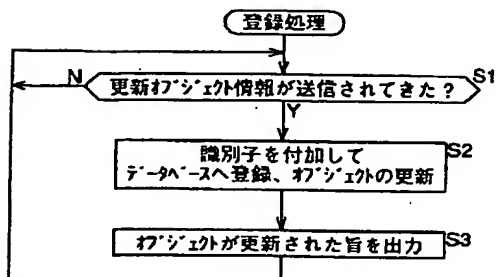 登録処理
S1
N
更新ｵﾌﾞｼﾞｪｸﾄ情報が送信されてきた？
Y
S2
識別子を付加して
ﾃﾞｰﾀﾍﾞｰｽへ登録、ｵﾌﾞｼﾞｪｸﾄの更新
S3
ｵﾌﾞｼﾞｪｸﾄが更新された旨を出力